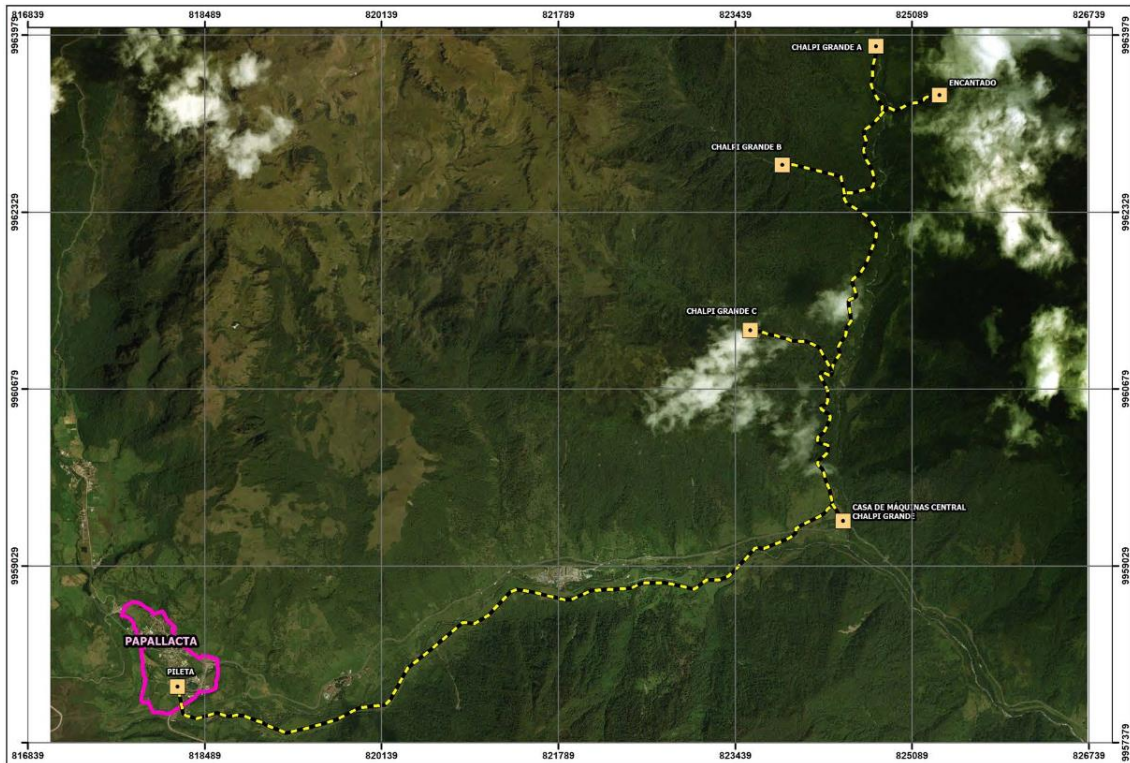 816839 818489 820139 821789 823439 825089 826739
9963979 9963979
CHALPI GRANDE A
ENCANTADO
CHALPI GRANDE B
9962329 9962329
CHALPI GRANDE C
9960679 9960679
CASA DE MÁQUINAS CENTRAL
CHALPI GRANDE
9959029 9959029
PAPALLACTA
PILETA
9957379 9957379
816839 818489 820139 821789 823439 825089 826739